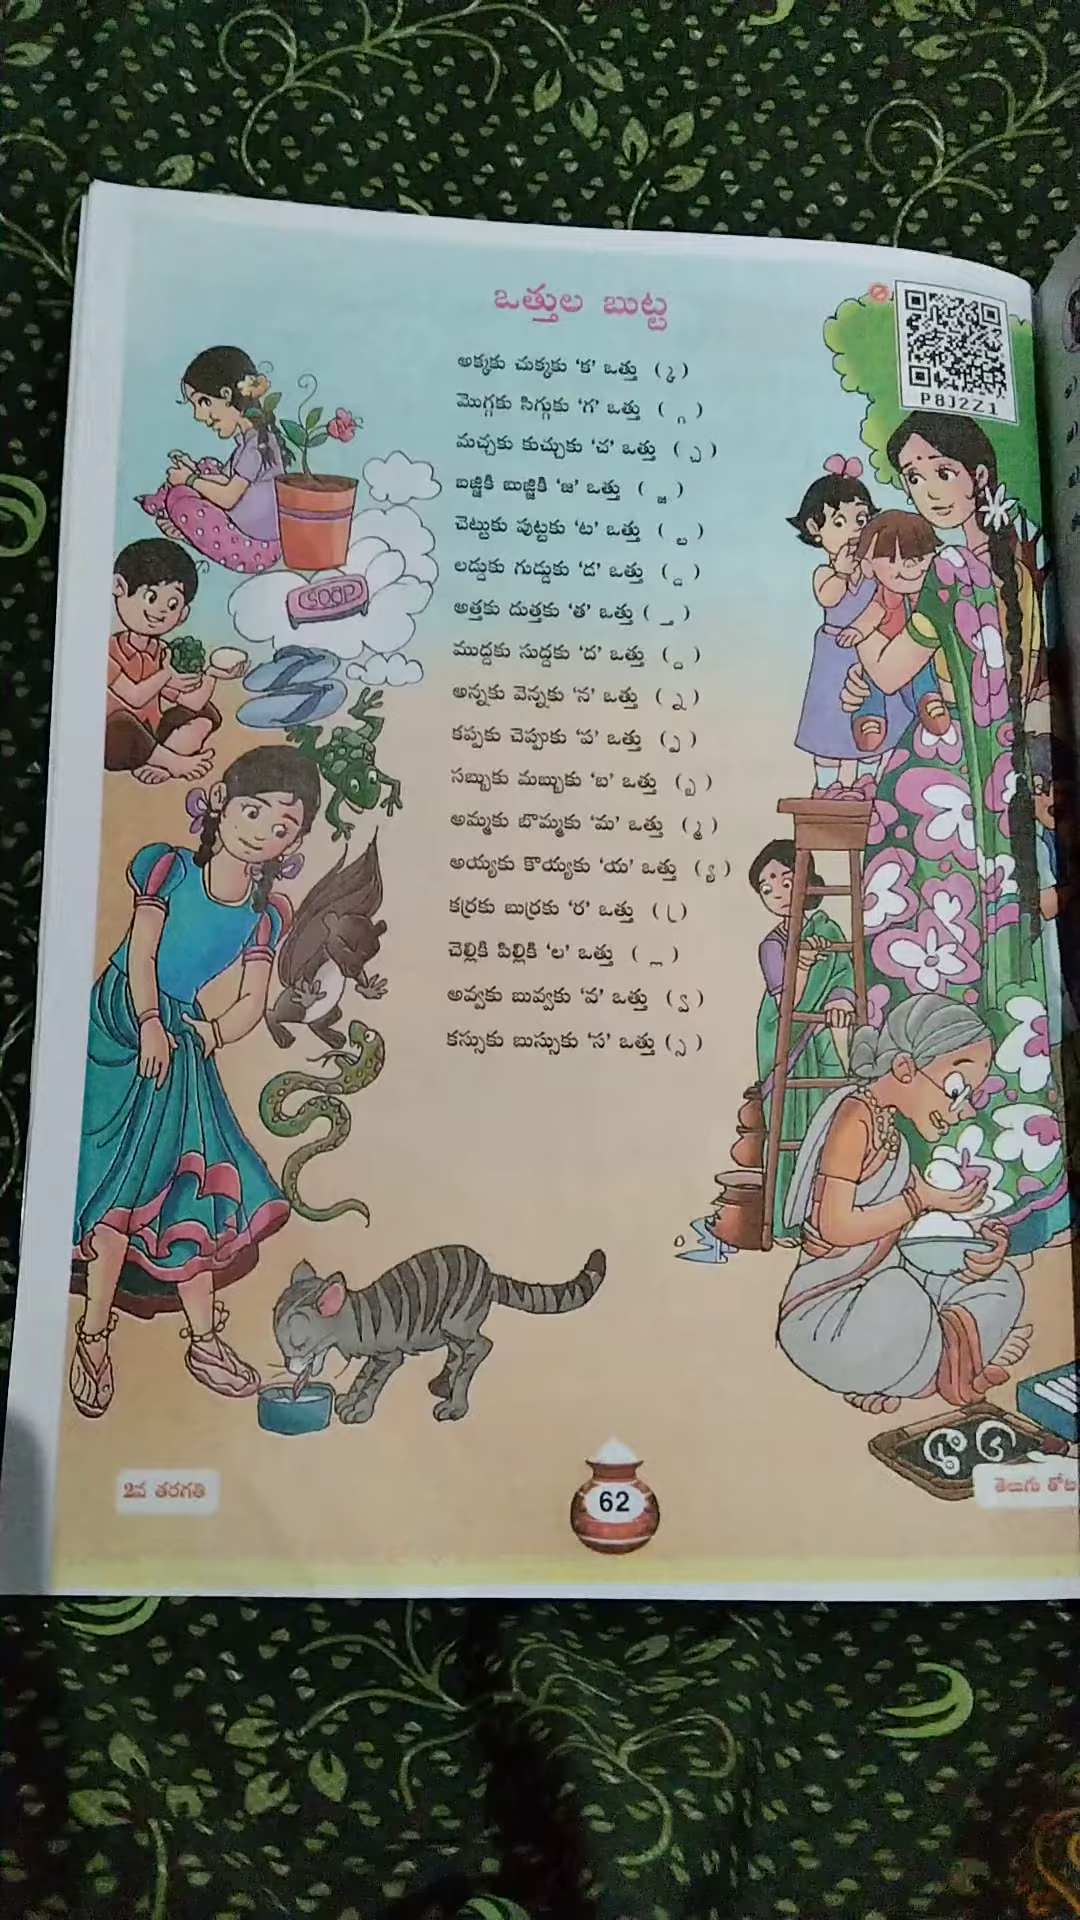 ఒత్తుల బుట్ట
P8J2Z1
అక్కకు చుక్కకు ‘క’ ఒత్తు ( ్క )
మొగ్గకు సిగ్గుకు ‘గ’ ఒత్తు ( ్గ )
మచ్చకు కుచ్చుకు ‘చ’ ఒత్తు ( ్చ )
బజ్జికి బుజ్జికి ‘జ’ ఒత్తు ( ్జ )
చెట్టుకు పుట్టకు ‘ట’ ఒత్తు ( ్ట )
లడ్డుకు గుడ్డుకు ‘డ’ ఒత్తు ( ్డ )
అత్తకు దుత్తకు ‘త’ ఒత్తు ( ్త )
ముద్దకు సుద్దకు ‘ద’ ఒత్తు ( ్ద )
అన్నకు వెన్నకు ‘న’ ఒత్తు ( ్న )
కప్పకు చెప్పుకు ‘ప’ ఒత్తు ( ్ప )
సబ్బుకు మబ్బుకు ‘బ’ ఒత్తు ( ్బ )
అమ్మకు బొమ్మకు ‘మ’ ఒత్తు ( ్మ )
అయ్యకు కొయ్యకు ‘య’ ఒత్తు ( ్య )
కర్రకు బుర్రకు ‘ర’ ఒత్తు ( ్ర )
చెల్లికి పిల్లికి ‘ల’ ఒత్తు ( ్ల )
అవ్వకు బువ్వకు ‘వ’ ఒత్తు ( ్వ )
కస్సుకు బుస్సుకు ‘స’ ఒత్తు ( ్స )
SOAP
2వ తరగతి
62
తెలుగు తోట